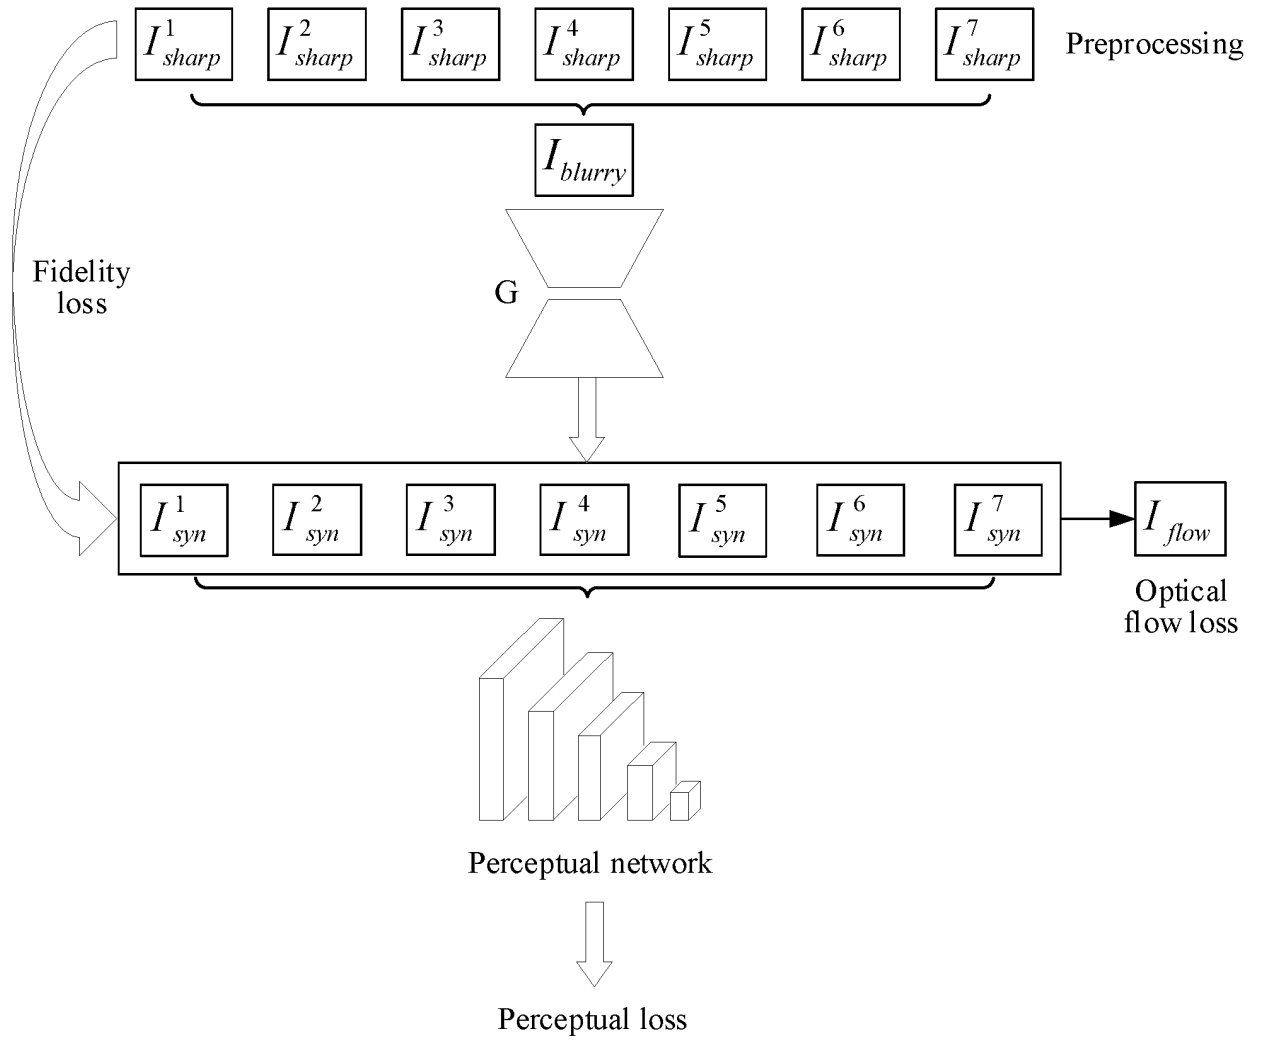 I¹sharp I²sharp I³sharp I⁴sharp I⁵sharp I⁶sharp I⁷sharp Preprocessing
Iblurry
Fidelity
loss
G
I¹syn I²syn I³syn I⁴syn I⁵syn I⁶syn I⁷syn Iflow
Optical
flow loss
Perceptual network
Perceptual loss